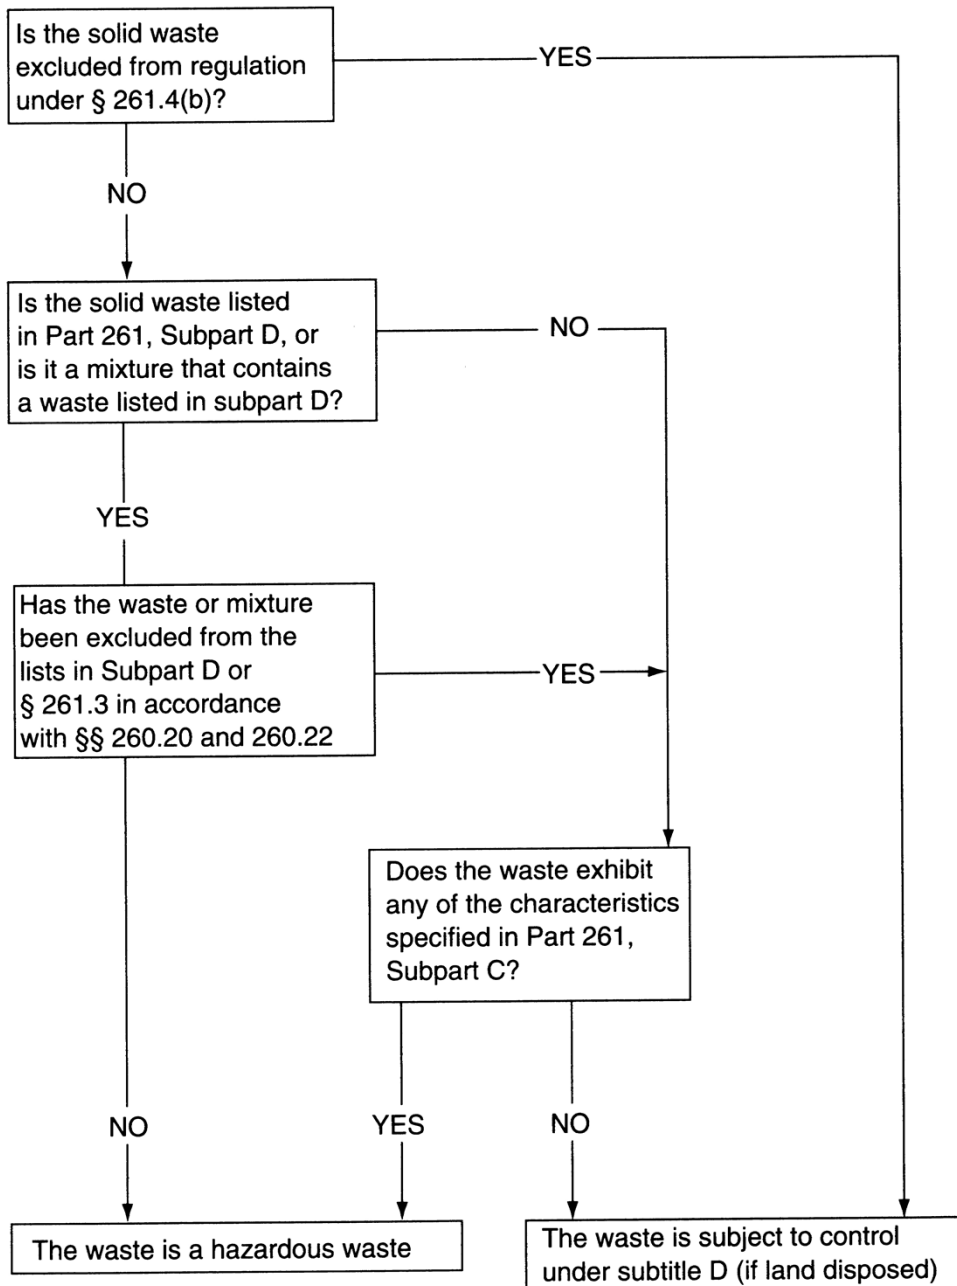 Is the solid waste
excluded from regulation
under § 261.4(b)?
YES
NO
Is the solid waste listed
in Part 261, Subpart D, or
is it a mixture that contains
a waste listed in subpart D?
NO
YES
Has the waste or mixture
been excluded from the
lists in Subpart D or
§ 261.3 in accordance
with §§ 260.20 and 260.22
YES
Does the waste exhibit
any of the characteristics
specified in Part 261,
Subpart C?
NO
YES
NO
The waste is a hazardous waste
The waste is subject to control
under subtitle D (if land disposed)